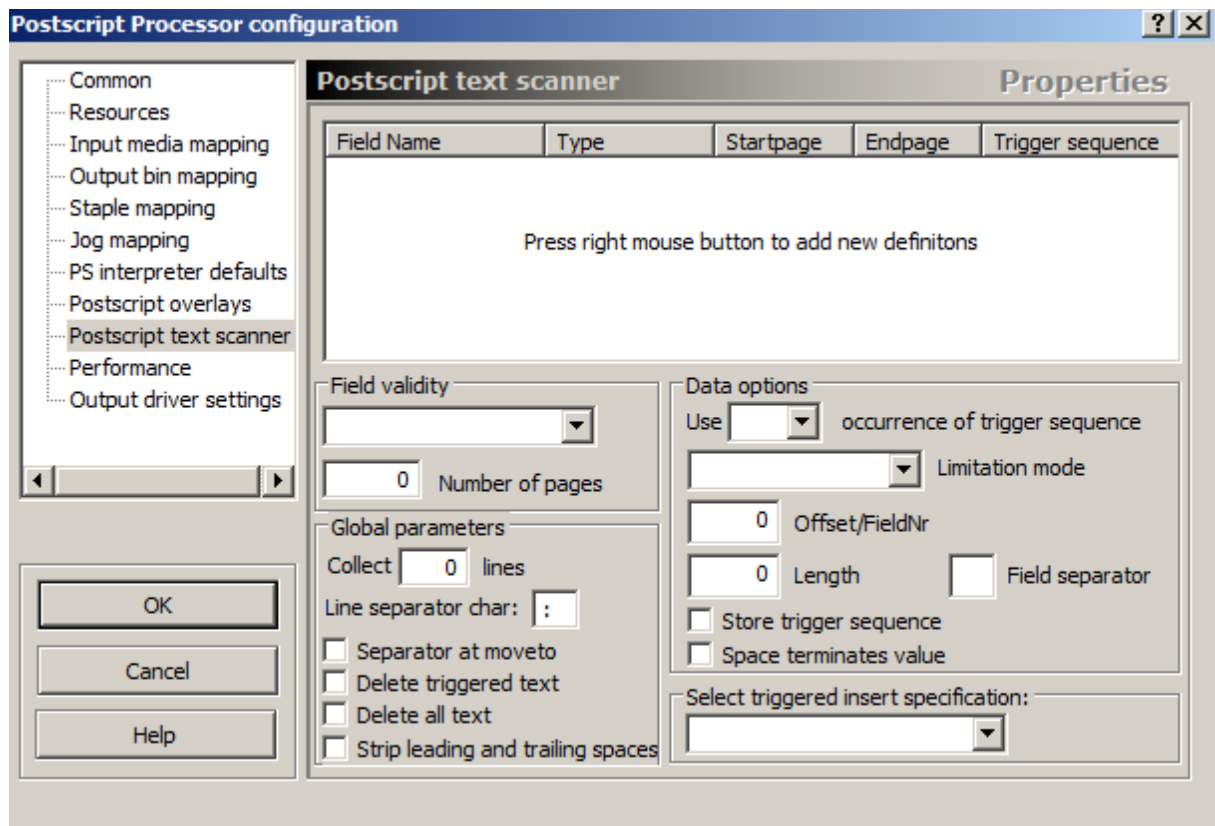 Postscript Processor configuration
Common
Resources
Input media mapping
Output bin mapping
Staple mapping
Jog mapping
PS interpreter defaults
Postscript overlays
Postscript text scanner
Performance
Output driver settings
OK
Cancel
Help
Postscript text scanner Properties
Field Name Type Startpage Endpage Trigger sequence
Press right mouse button to add new definitons
Field validity
0 Number of pages
Global parameters
Collect 0 lines
Line separator char: :
Separator at moveto
Delete triggered text
Delete all text
Strip leading and trailing spaces
Data options
Use occurrence of trigger sequence
Limitation mode
0 Offset/FieldNr
0 Length Field separator
Store trigger sequence
Space terminates value
Select triggered insert specification: